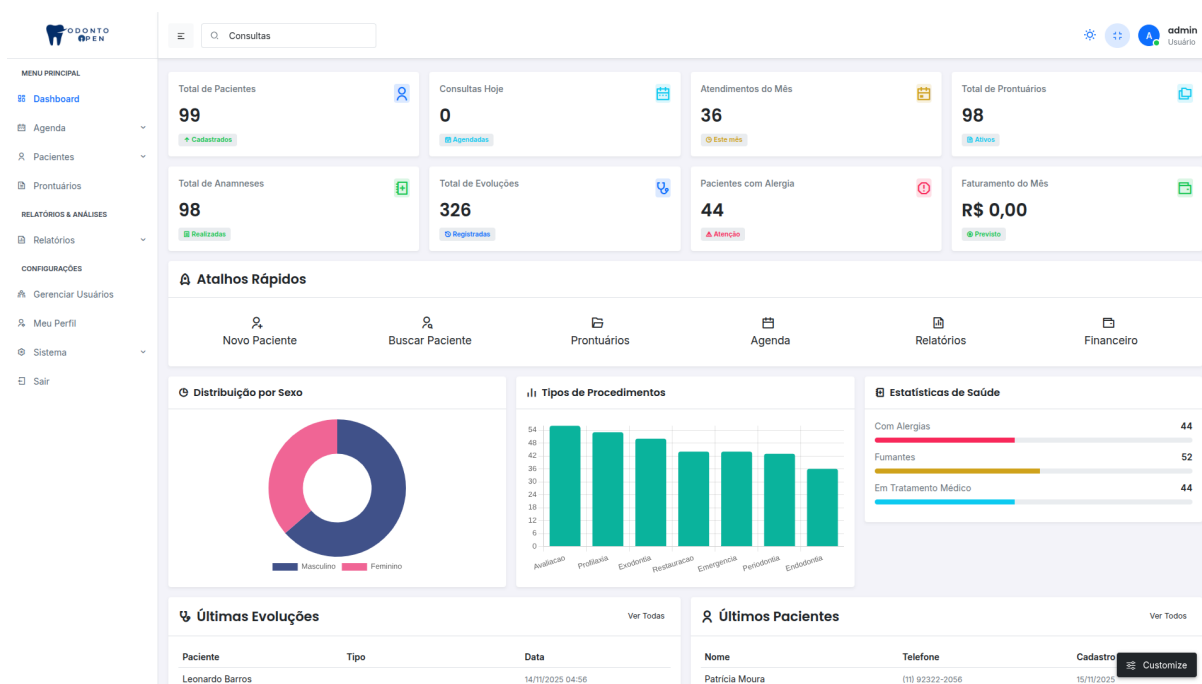 ODONTO
OPEN
Consultas
A
admin
Usuário
MENU PRINCIPAL
Dashboard
Agenda
Pacientes
Prontuários
RELATÓRIOS & ANÁLISES
Relatórios
CONFIGURAÇÕES
Gerenciar Usuários
Meu Perfil
Sistema
Sair
Total de Pacientes
99
Cadastrados
Consultas Hoje
0
Agendadas
Atendimentos do Mês
36
Este mês
Total de Prontuários
98
Ativos
Total de Anamneses
98
Realizadas
Total de Evoluções
326
Registradas
Pacientes com Alergia
44
Atenção
Faturamento do Mês
R$ 0,00
Previsto
Atalhos Rápidos
Novo Paciente
Buscar Paciente
Prontuários
Agenda
Relatórios
Financeiro
Distribuição por Sexo
Masculino
Feminino
Tipos de Procedimentos
54
48
42
36
30
24
18
12
6
0
Avaliacao
Profilaxia
Exodontia
Restauracao
Emergencia
Periodontia
Endodontia
Estatísticas de Saúde
Com Alergias 44
Fumantes 52
Em Tratamento Médico 44
Últimas Evoluções
Ver Todas
Paciente Tipo Data
Leonardo Barros 14/11/2025 04:56
Últimos Pacientes
Ver Todos
Nome Telefone Cadastro
Patrícia Moura (11) 92322-2056 15/11/2025
Customize